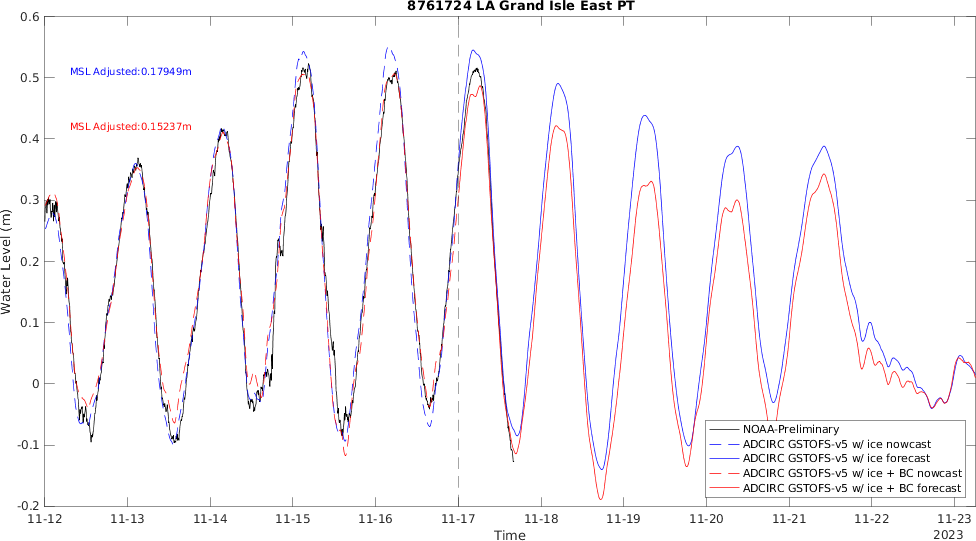 8761724 LA Grand Isle East PT
0.6
0.5
0.4
0.3
0.2
0.1
0
-0.1
-0.2
Water Level (m)
MSL Adjusted:0.17949m
MSL Adjusted:0.15237m
NOAA-Preliminary
ADCIRC GSTOFS-v5 w/ ice nowcast
ADCIRC GSTOFS-v5 w/ ice forecast
ADCIRC GSTOFS-v5 w/ ice + BC nowcast
ADCIRC GSTOFS-v5 w/ ice + BC forecast
11-12 11-13 11-14 11-15 11-16 11-17 11-18 11-19 11-20 11-21 11-22 11-23
Time
2023